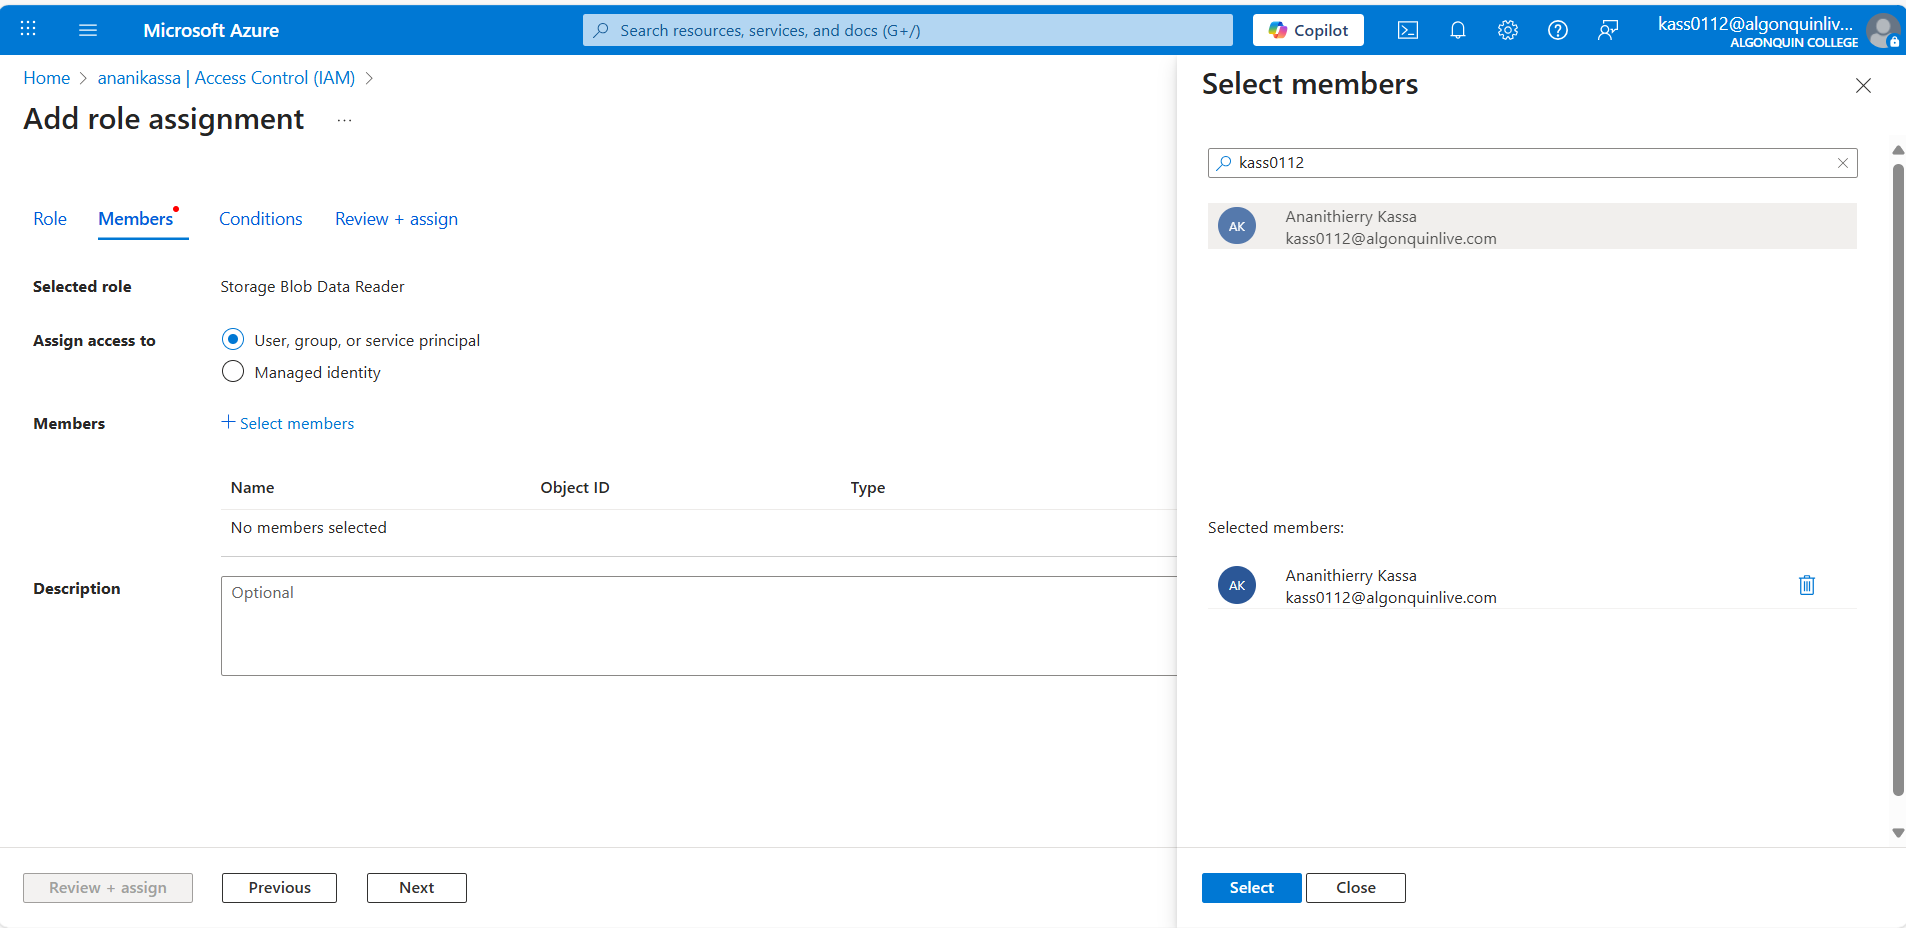 Microsoft Azure
Search resources, services, and docs (G+/)
Copilot
kass0112@algonquinliv...
ALGONQUIN COLLEGE
Home > ananikassa | Access Control (IAM) >
Add role assignment ...
Role
Members
Conditions
Review + assign
Selected role
Storage Blob Data Reader
Assign access to
User, group, or service principal
Managed identity
Members
+ Select members
Name
Object ID
Type
No members selected
Description
Optional
Review + assign
Previous
Next
Select members
kass0112
AK
Ananithierry Kassa
kass0112@algonquinlive.com
Selected members:
AK
Ananithierry Kassa
kass0112@algonquinlive.com
Select
Close